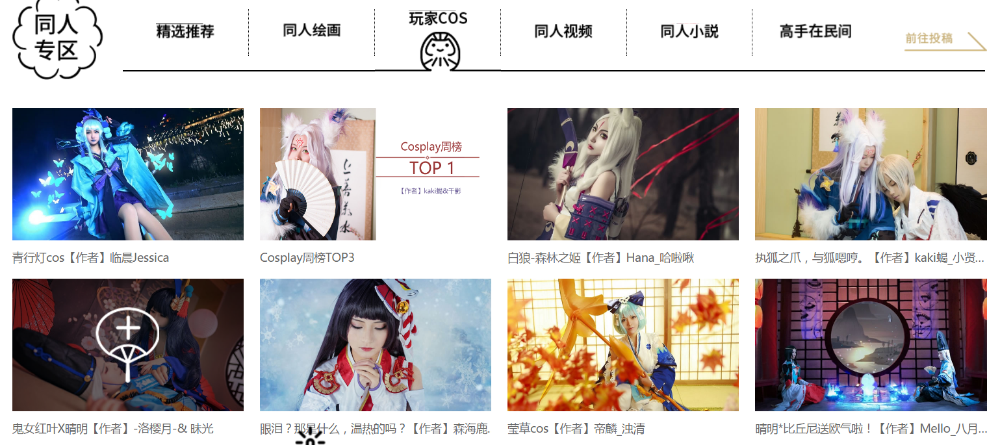 同人
专区
精选推荐
同人绘画
玩家COS
同人视频
同人小説
高手在民间
前往投稿
Cosplay周榜
TOP 1
【作者】kaki蝎&千影
上
善
若
水
青行灯cos【作者】临晨Jessica
Cosplay周榜TOP3
白狼-森林之姬【作者】Hana_哈啦啾
执狐之爪，与狐嗯哼。【作者】kaki蝎_小贤...
鬼女红叶X晴明【作者】-洛樱月-& 昧光
眼泪？那是什么，温热的吗？【作者】森海鹿.
莹草cos【作者】帝麟_浊清
晴明*比丘尼送欧气啦！【作者】Mello_八月...